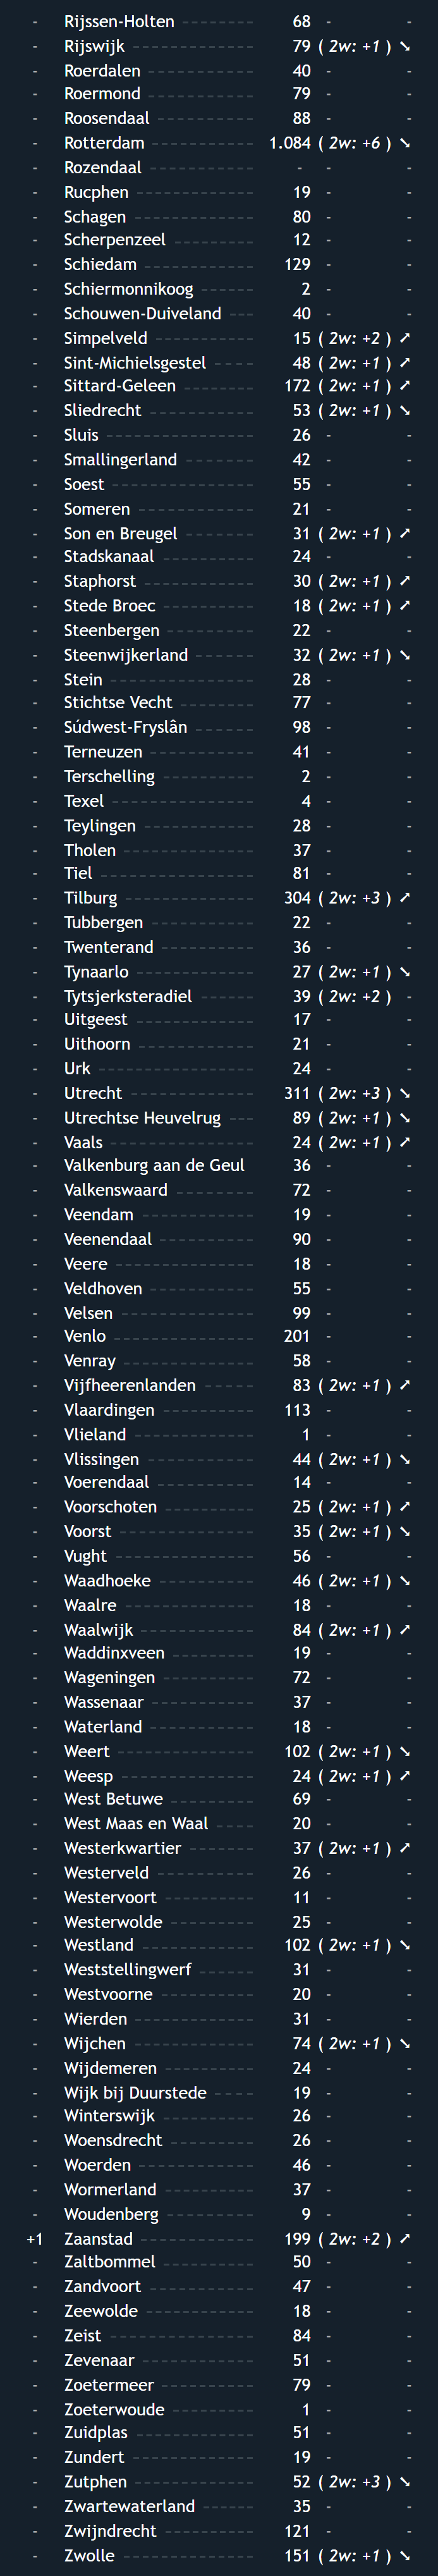 - Rijssen-Holten 68 - -
- Rijswijk 79 ( 2w: +1 ) ➘
- Roerdalen 40 - -
- Roermond 79 - -
- Roosendaal 88 - -
- Rotterdam 1.084 ( 2w: +6 ) ➘
- Rozendaal - - -
- Rucphen 19 - -
- Schagen 80 - -
- Scherpenzeel 12 - -
- Schiedam 129 - -
- Schiermonnikoog 2 - -
- Schouwen-Duiveland 40 - -
- Simpelveld 15 ( 2w: +2 ) ➚
- Sint-Michielsgestel 48 ( 2w: +1 ) ➚
- Sittard-Geleen 172 ( 2w: +1 ) ➚
- Sliedrecht 53 ( 2w: +1 ) ➘
- Sluis 26 - -
- Smallingerland 42 - -
- Soest 55 - -
- Someren 21 - -
- Son en Breugel 31 ( 2w: +1 ) ➚
- Stadskanaal 24 - -
- Staphorst 30 ( 2w: +1 ) ➚
- Stede Broec 18 ( 2w: +1 ) ➚
- Steenbergen 22 - -
- Steenwijkerland 32 ( 2w: +1 ) ➘
- Stein 28 - -
- Stichtse Vecht 77 - -
- Súdwest-Fryslân 98 - -
- Terneuzen 41 - -
- Terschelling 2 - -
- Texel 4 - -
- Teylingen 28 - -
- Tholen 37 - -
- Tiel 81 - -
- Tilburg 304 ( 2w: +3 ) ➚
- Tubbergen 22 - -
- Twenterand 36 - -
- Tynaarlo 27 ( 2w: +1 ) ➘
- Tytsjerksteradiel 39 ( 2w: +2 ) -
- Uitgeest 17 - -
- Uithoorn 21 - -
- Urk 24 - -
- Utrecht 311 ( 2w: +3 ) ➘
- Utrechtse Heuvelrug 89 ( 2w: +1 ) ➘
- Vaals 24 ( 2w: +1 ) ➚
- Valkenburg aan de Geul 36 - -
- Valkenswaard 72 - -
- Veendam 19 - -
- Veenendaal 90 - -
- Veere 18 - -
- Veldhoven 55 - -
- Velsen 99 - -
- Venlo 201 - -
- Venray 58 - -
- Vijfheerenlanden 83 ( 2w: +1 ) ➚
- Vlaardingen 113 - -
- Vlieland 1 - -
- Vlissingen 44 ( 2w: +1 ) ➘
- Voerendaal 14 - -
- Voorschoten 25 ( 2w: +1 ) ➚
- Voorst 35 ( 2w: +1 ) ➘
- Vught 56 - -
- Waadhoeke 46 ( 2w: +1 ) ➘
- Waalre 18 - -
- Waalwijk 84 ( 2w: +1 ) ➚
- Waddinxveen 19 - -
- Wageningen 72 - -
- Wassenaar 37 - -
- Waterland 18 - -
- Weert 102 ( 2w: +1 ) ➘
- Weesp 24 ( 2w: +1 ) ➚
- West Betuwe 69 - -
- West Maas en Waal 20 - -
- Westerkwartier 37 ( 2w: +1 ) ➚
- Westerveld 26 - -
- Westervoort 11 - -
- Westerwolde 25 - -
- Westland 102 ( 2w: +1 ) ➘
- Weststellingwerf 31 - -
- Westvoorne 20 - -
- Wierden 31 - -
- Wijchen 74 ( 2w: +1 ) ➘
- Wijdemeren 24 - -
- Wijk bij Duurstede 19 - -
- Winterswijk 26 - -
- Woensdrecht 26 - -
- Woerden 46 - -
- Wormerland 37 - -
- Woudenberg 9 - -
+1 Zaanstad 199 ( 2w: +2 ) ➚
- Zaltbommel 50 - -
- Zandvoort 47 - -
- Zeewolde 18 - -
- Zeist 84 - -
- Zevenaar 51 - -
- Zoetermeer 79 - -
- Zoeterwoude 1 - -
- Zuidplas 51 - -
- Zundert 19 - -
- Zutphen 52 ( 2w: +3 ) ➘
- Zwartewaterland 35 - -
- Zwijndrecht 121 - -
- Zwolle 151 ( 2w: +1 ) ➘